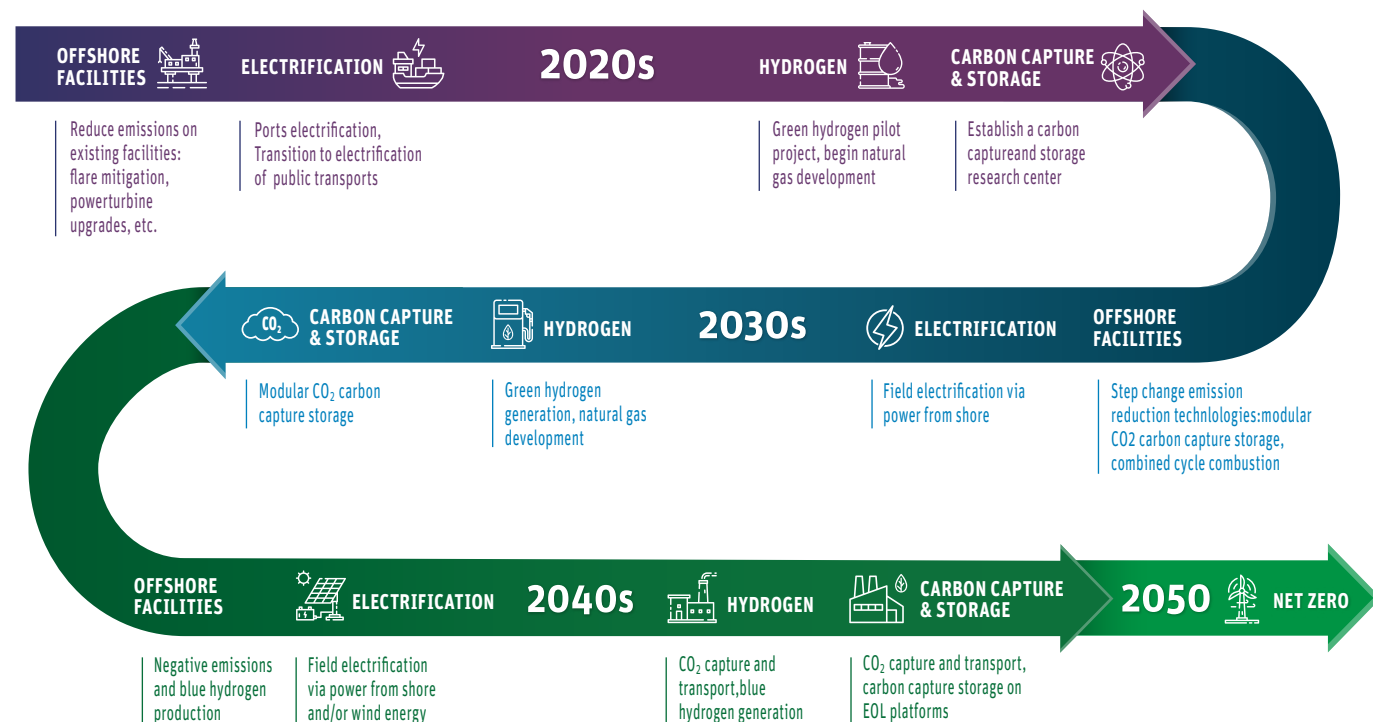 OFFSHORE
FACILITIES
ELECTRIFICATION
2020s
HYDROGEN
CARBON CAPTURE
& STORAGE
Reduce emissions on
existing facilities:
flare mitigation,
powerturbine
upgrades, etc.
Ports electrification,
Transition to electrification
of public transports
Green hydrogen pilot
project, begin natural
gas development
Establish a carbon
captureand storage
research center
CO₂
CARBON CAPTURE
& STORAGE
HYDROGEN
2030s
ELECTRIFICATION
OFFSHORE
FACILITIES
Modular CO₂ carbon
capture storage
Green hydrogen
generation, natural gas
development
Field electrification via
power from shore
Step change emission
reduction technlologies:modular
CO2 carbon capture storage,
combined cycle combustion
OFFSHORE
FACILITIES
ELECTRIFICATION
2040s
HYDROGEN
CARBON CAPTURE
& STORAGE
2050
NET ZERO
Negative emissions
and blue hydrogen
production
Field electrification
via power from shore
and/or wind energy
CO₂ capture and
transport,blue
hydrogen generation
CO₂ capture and transport,
carbon capture storage on
EOL platforms